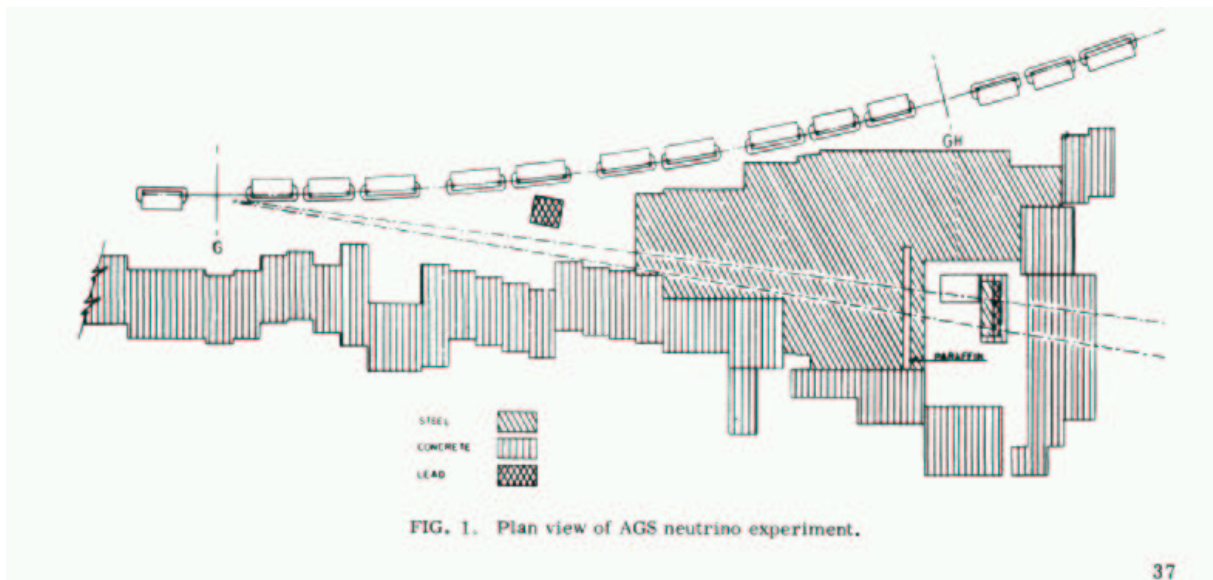 GH
G
PARAFFIN
STEEL
CONCRETE
LEAD
FIG. 1. Plan view of AGS neutrino experiment.
37